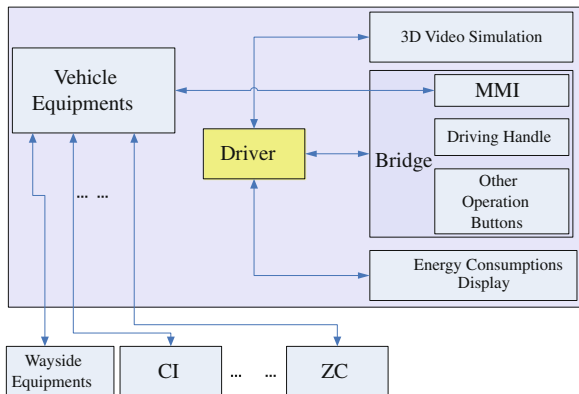 3D Video Simulation
Vehicle
Equipments
MMI
Driving Handle
Driver
Bridge
Other
Operation
Buttons
... ...
Energy Consumptions
Display
Wayside
Equipments
CI
... ...
ZC